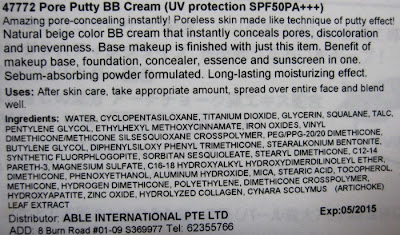 47772 Pore Putty BB Cream (UV protection SPF50PA+++)
Amazing pore-concealing instantly! Poreless skin made like technique of putty effect!
Natural beige color BB cream that instantly conceals pores, discoloration
and unevenness. Base makeup is finished with just this item. Benefit of
makeup base, foundation, concealer, essence and sunscreen in one.
Sebum-absorbing powder formulated. Long-lasting moisturizing effect.
Uses: After skin care, take appropriate amount, spread over entire face and blend
well.
Ingredients: WATER, CYCLOPENTASILOXANE, TITANIUM DIOXIDE, GLYCERIN, SQUALANE, TALC,
PENTYLENE GLYCOL, ETHYLHEXYL METHOXYCINNAMATE, IRON OXIDES, VINYL
DIMETHICONE/METHICONE SILSESQUIOXANE CROSSPOLYMER, PEG/PPG-20/20 DIMETHICONE,
BUTYLENE GLYCOL, DIPHENYLSILOXY PHENYL TRIMETHICONE, STEARALKONIUM BENTONITE,
SYNTHETIC FLUORPHLOGOPITE, SORBITAN SESQUIOLEATE, STEARYL DIMETHICONE, C12-14
PARETH-3, MAGNESIUM SULFATE, C16-18 HYDROXYALKYL HYDROXYDIMERDILINOLEYL ETHER,
DIMETHICONE, PHENOXYETHANOL, ALUMINUM HYDROXIDE, MICA, STEARIC ACID, TOCOPHEROL,
METHICONE, HYDROGEN DIMETHICONE, POLYETHYLENE, DIMETHICONE CROSSPOLYMER,
HYDROXYAPATITE, ZINC OXIDE, HYDROLYZED COLLAGEN, CYNARA SCOLYMUS (ARTICHOKE)
LEAF EXTRACT
Distributor: ABLE INTERNATIONAL PTE LTD
Exp:05/2015
ADD: 8 Burn Road #01-09 S369977 Tel: 62355766